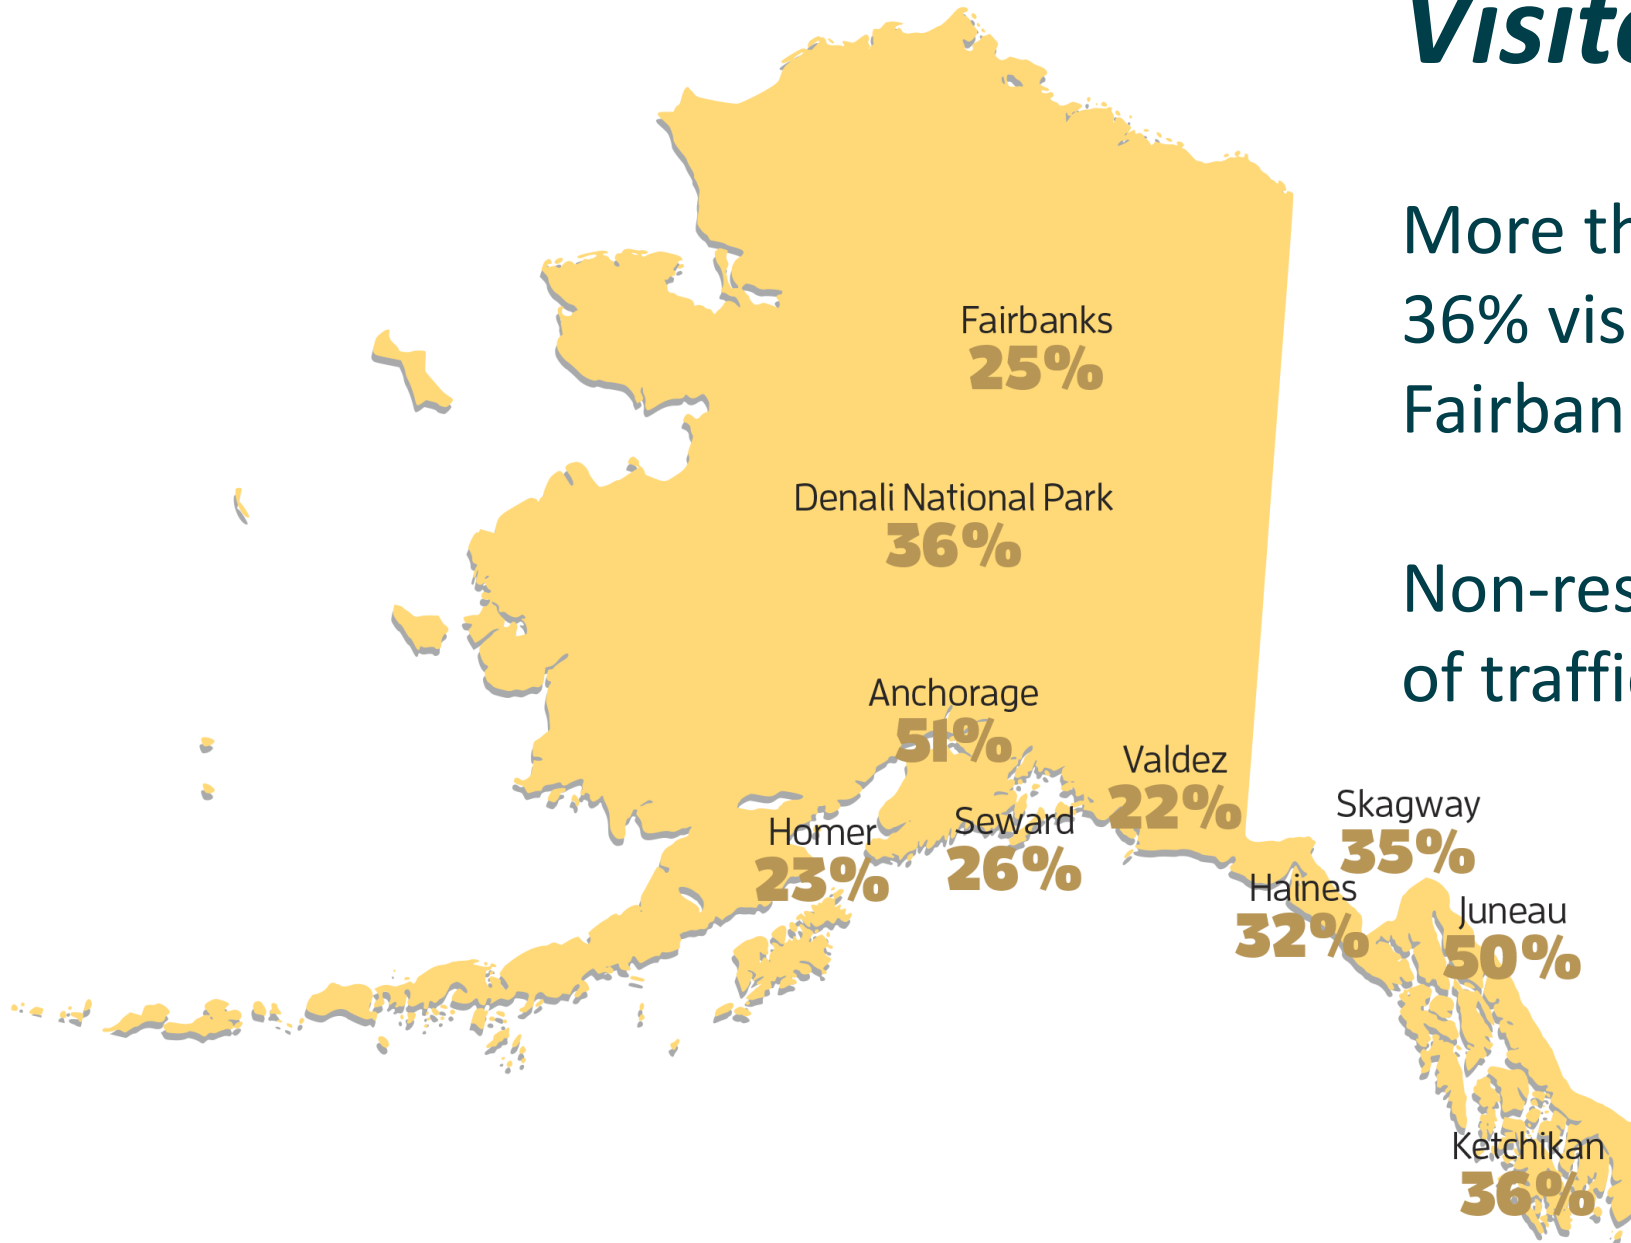 Visito
More th
36% vis
Fairban
Non-res
of traffi
Fairbanks
25%
Denali National Park
36%
Anchorage
51%
Valdez
22%
Homer
23%
Seward
26%
Skagway
35%
Haines
32%
Juneau
50%
Ketchikan
36%